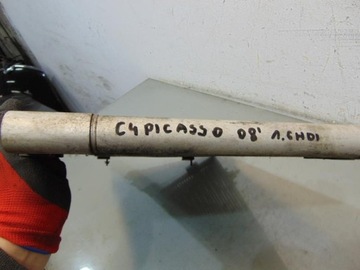 C4 PICASSO 08' 1.6HDI